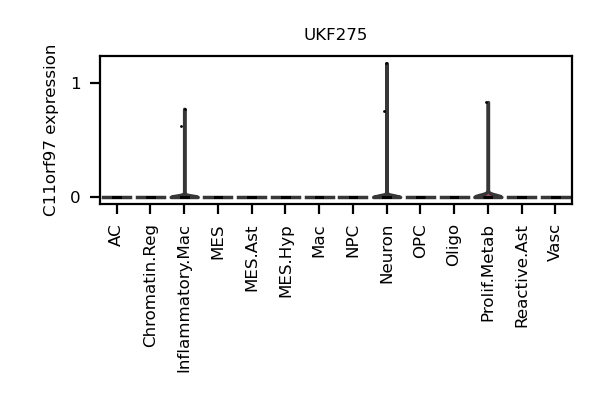 UKF275
C11orf97 expression
1
0
AC
Chromatin.Reg
Inflammatory.Mac
MES
MES.Ast
MES.Hyp
Mac
NPC
Neuron
OPC
Oligo
Prolif.Metab
Reactive.Ast
Vasc